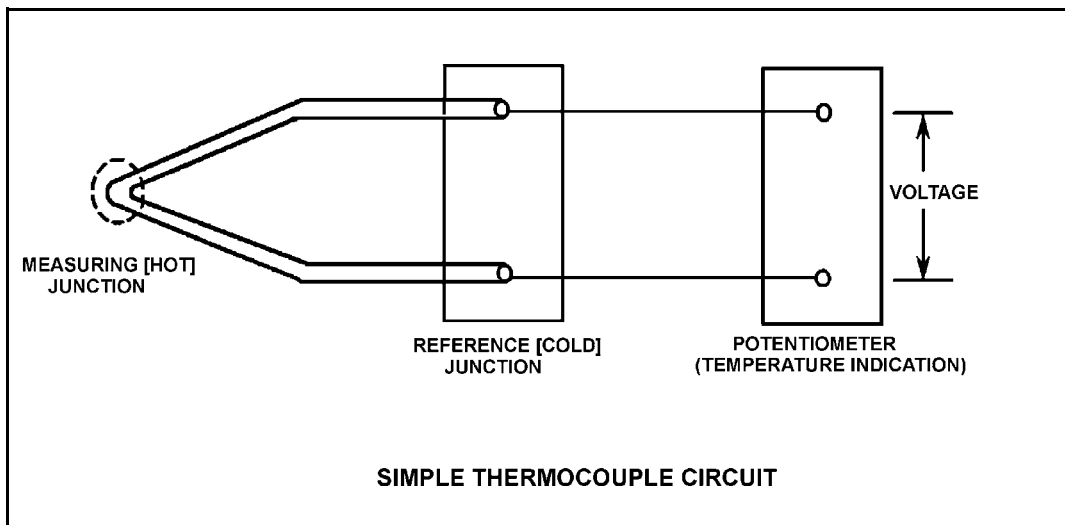 VOLTAGE
MEASURING [HOT]
JUNCTION
REFERENCE [COLD]
JUNCTION
POTENTIOMETER
(TEMPERATURE INDICATION)
SIMPLE THERMOCOUPLE CIRCUIT